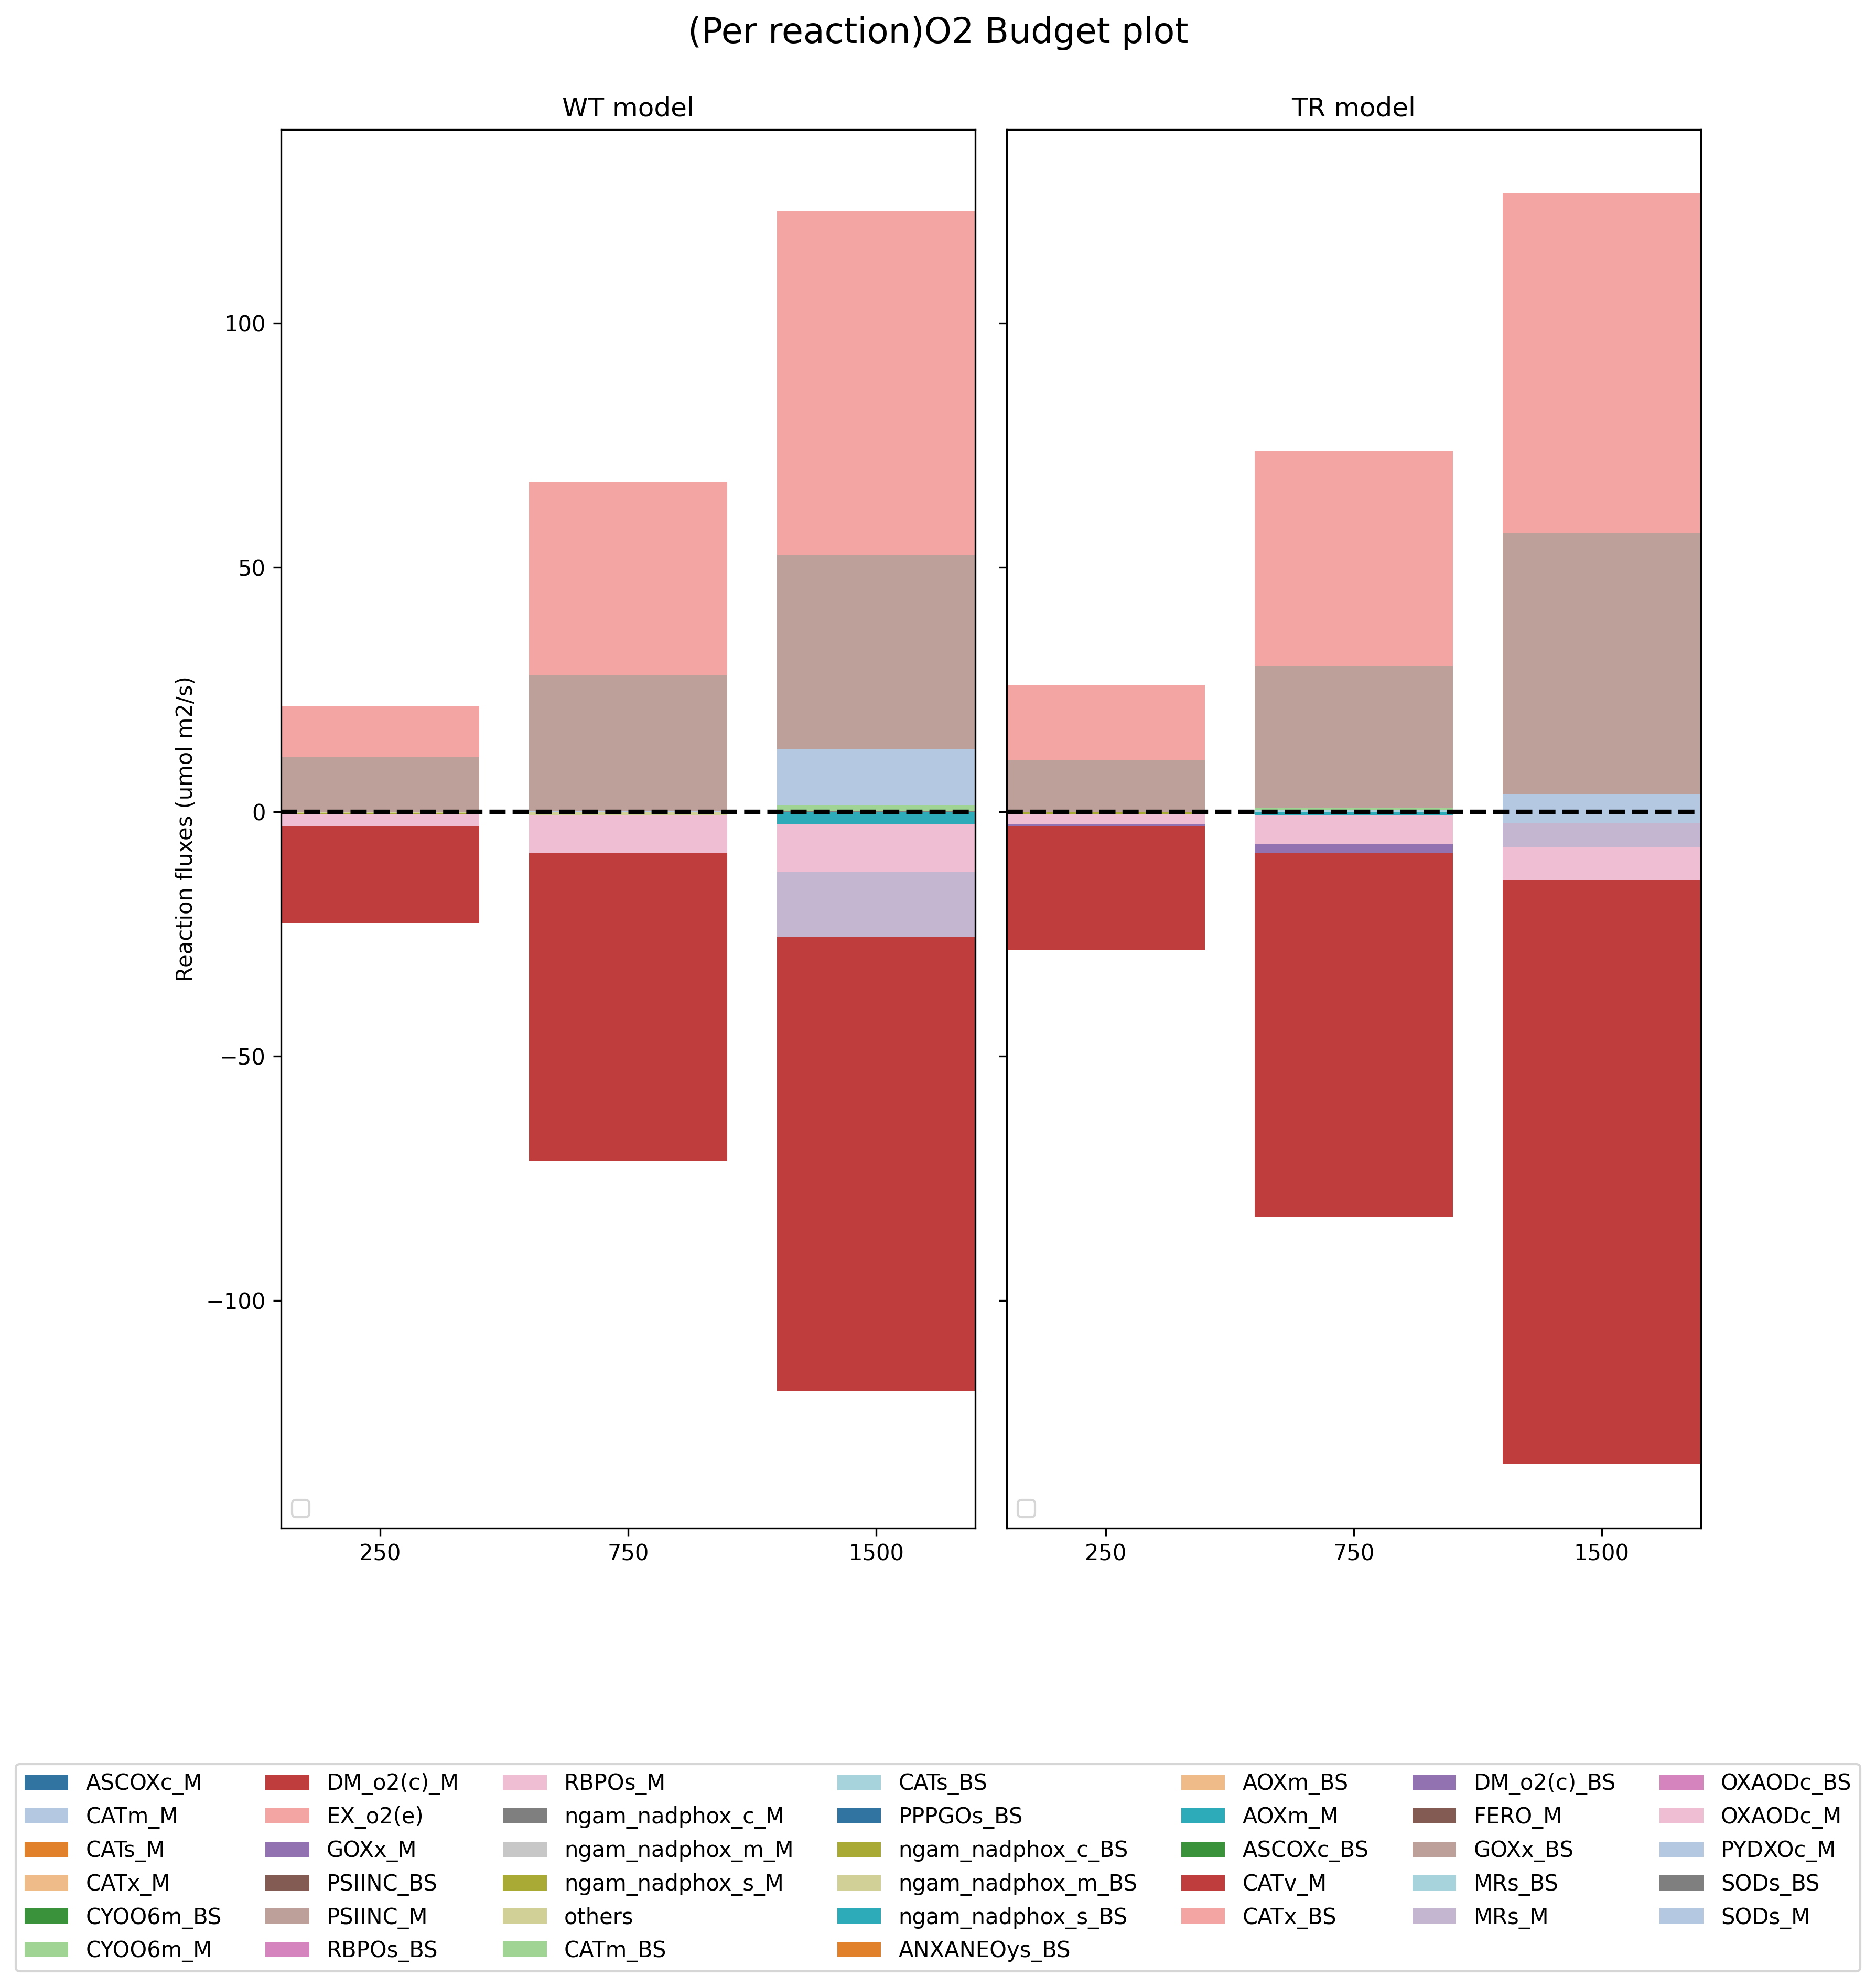 (Per reaction)O2 Budget plot
WT model
TR model
Reaction fluxes (umol m2/s)
100
50
0
−50
−100
250
750
1500
250
750
1500
ASCOXc_M
CATm_M
CATs_M
CATx_M
CYOO6m_BS
CYOO6m_M
DM_o2(c)_M
EX_o2(e)
GOXx_M
PSIINC_BS
PSIINC_M
RBPOs_BS
RBPOs_M
ngam_nadphox_c_M
ngam_nadphox_m_M
ngam_nadphox_s_M
others
CATm_BS
CATs_BS
PPPGOs_BS
ngam_nadphox_c_BS
ngam_nadphox_m_BS
ngam_nadphox_s_BS
ANXANEOys_BS
AOXm_BS
AOXm_M
ASCOXc_BS
CATv_M
CATx_BS
DM_o2(c)_BS
FERO_M
GOXx_BS
MRs_BS
MRs_M
OXAODc_BS
OXAODc_M
PYDXOc_M
SODs_BS
SODs_M